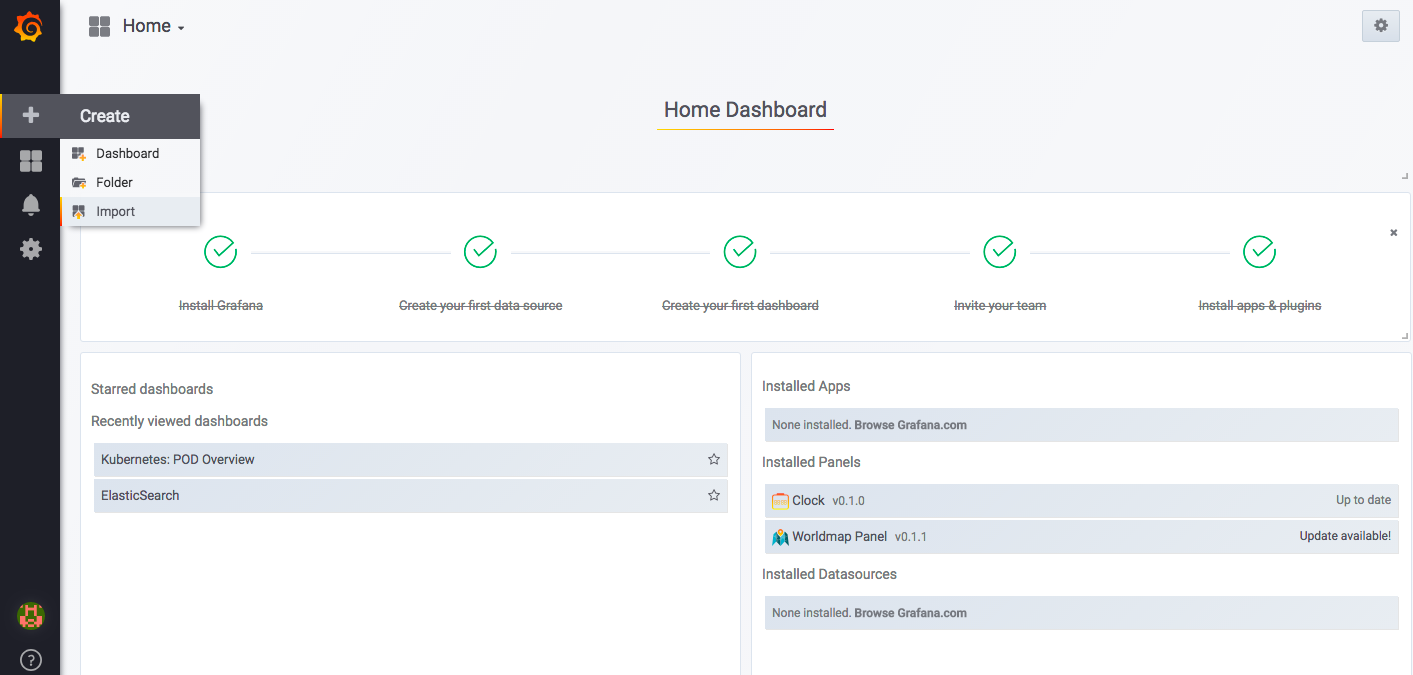 Home
Create
Dashboard
Folder
Import
Home Dashboard
Install Grafana
Create your first data source
Create your first dashboard
Invite your team
Install apps & plugins
Starred dashboards
Recently viewed dashboards
Kubernetes: POD Overview
ElasticSearch
Installed Apps
None installed. Browse Grafana.com
Installed Panels
Clock v0.1.0 Up to date
Worldmap Panel v0.1.1 Update available!
Installed Datasources
None installed. Browse Grafana.com